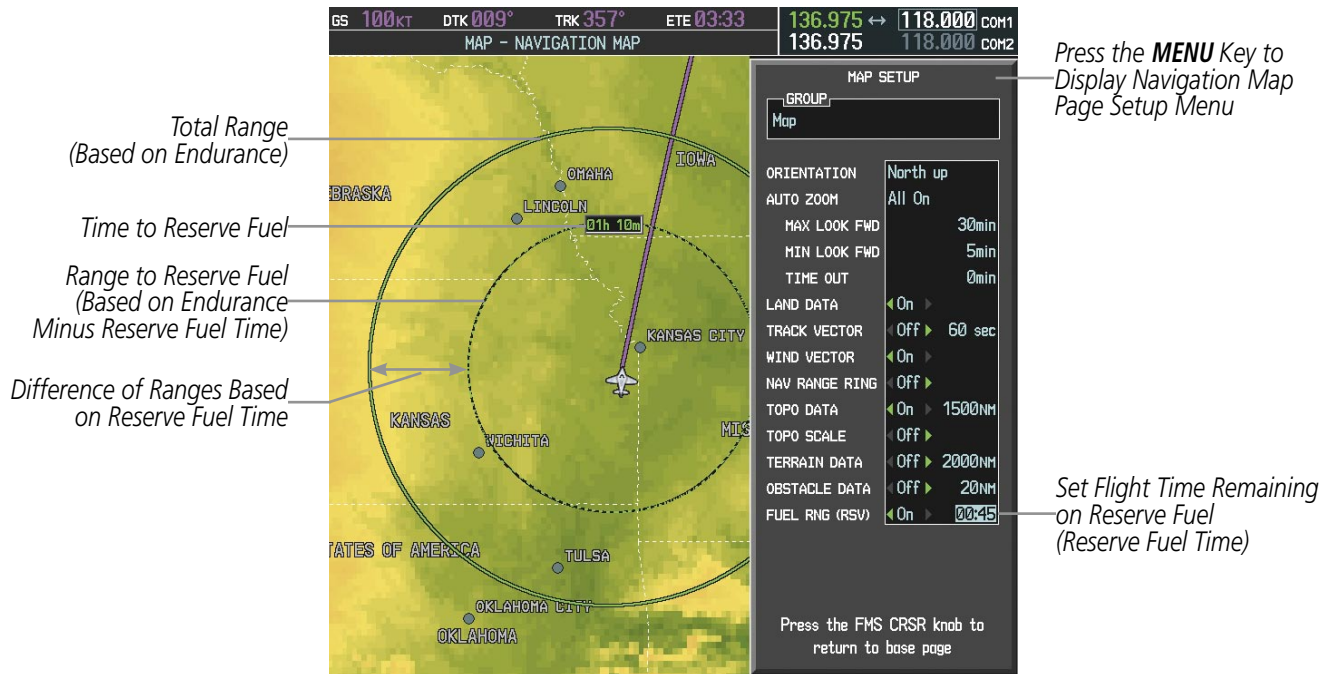 GS 100KT DTK 009° TRK 357° ETE 03:33
MAP - NAVIGATION MAP
136.975 ↔ 118.000 COM1
136.975 118.000 COM2
Press the MENU Key to
Display Navigation Map
Page Setup Menu
Total Range
(Based on Endurance)
Time to Reserve Fuel
Range to Reserve Fuel
(Based on Endurance
Minus Reserve Fuel Time)
Difference of Ranges Based
on Reserve Fuel Time
IOWA
OMAHA
EBRASKA
LINCOLN
01h 10m
KANSAS CITY
KANSAS
MIS
WICHITA
TATES OF AMERICA
TULSA
OKLAHOMA CITY
OKLAHOMA
MAP SETUP
GROUP
Map
ORIENTATION North up
AUTO ZOOM All On
MAX LOOK FWD 30min
MIN LOOK FWD 5min
TIME OUT 0min
LAND DATA On
TRACK VECTOR Off 60 sec
WIND VECTOR On
NAV RANGE RING Off
TOPO DATA On 1500NM
TOPO SCALE Off
TERRAIN DATA Off 2000NM
OBSTACLE DATA Off 20NM
FUEL RNG (RSV) On 00:45
Press the FMS CRSR knob to
return to base page
Set Flight Time Remaining
on Reserve Fuel
(Reserve Fuel Time)